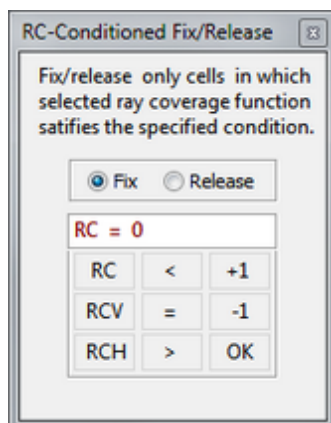 RC-Conditioned Fix/Release
Fix/release only cells in which
selected ray coverage function
satifies the specified condition.
Fix Release
RC = 0
RC < +1
RCV = -1
RCH > OK